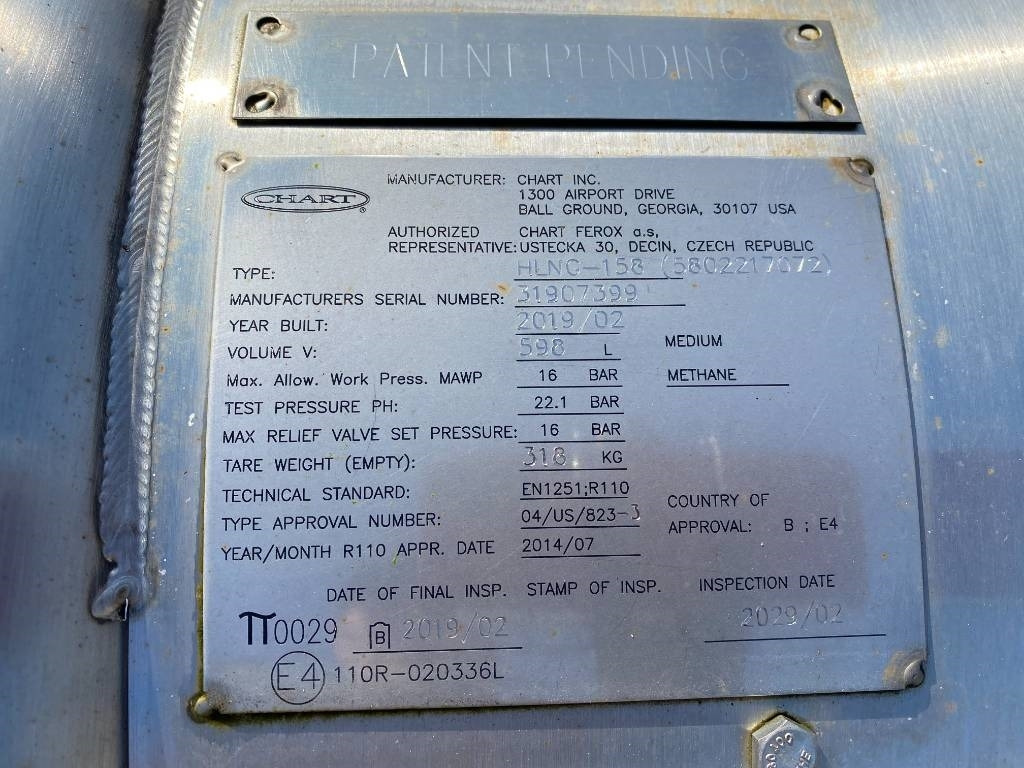 PATENT PENDING
CHART®
MANUFACTURER: CHART INC.
1300 AIRPORT DRIVE
BALL GROUND, GEORGIA, 30107 USA
AUTHORIZED CHART FEROX a.s,
REPRESENTATIVE: USTECKA 30, DECIN, CZECH REPUBLIC
TYPE: HLNG-158 (5802217072)
MANUFACTURERS SERIAL NUMBER: 31907399
YEAR BUILT: 2019/02
VOLUME V: 598 L MEDIUM
Max. Allow. Work Press. MAWP 16 BAR METHANE
TEST PRESSURE PH: 22.1 BAR
MAX RELIEF VALVE SET PRESSURE: 16 BAR
TARE WEIGHT (EMPTY): 318 KG
TECHNICAL STANDARD: EN1251;R110 COUNTRY OF
TYPE APPROVAL NUMBER: 04/US/823-3 APPROVAL: B ; E4
YEAR/MONTH R110 APPR. DATE 2014/07
DATE OF FINAL INSP. STAMP OF INSP. INSPECTION DATE
π0029 B 2019/02 2029/02
E4 110R-020336L